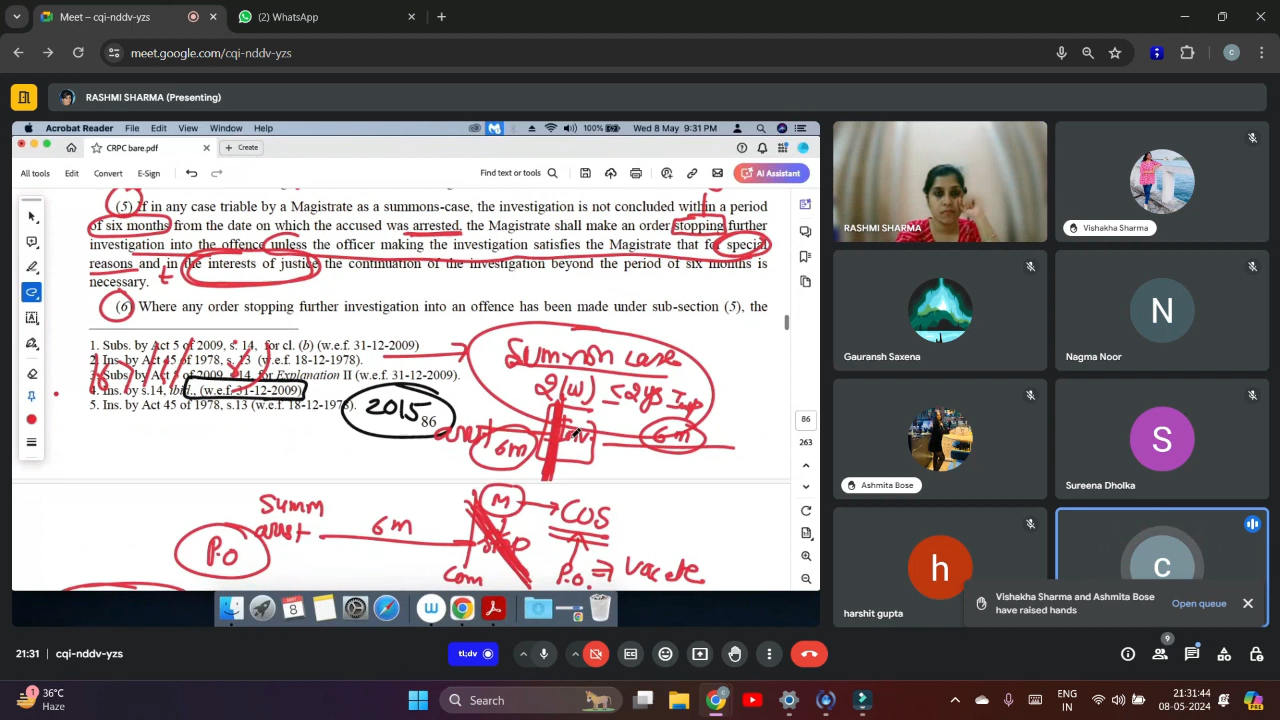 Meet – cqi-nddv-yzs
(2) WhatsApp
meet.google.com/cqi-nddv-yzs
c
RASHMI SHARMA (Presenting)
Acrobat Reader File Edit View Window Help
100% Wed 8 May 9:31 PM
CRPC bare.pdf
+ Create
All tools Edit Convert E-Sign
Find text or tools
AI Assistant
(5) If in any case triable by a Magistrate as a summons-case, the investigation is not concluded within a period
of six months from the date on which the accused was arrested, the Magistrate shall make an order stopping further
investigation into the offence unless the officer making the investigation satisfies the Magistrate that for special
reasons and in the interests of justice the continuation of the investigation beyond the period of six months is
necessary.
(6) Where any order stopping further investigation into an offence has been made under sub-section (5), the
1. Subs. by Act 5 of 2009, s. 14, for cl. (b) (w.e.f. 31-12-2009)
2. Ins. by Act 45 of 1978, s. 13 (w.e.f. 18-12-1978).
3. Subs. by Act 5 of 2009, s. 14, for Explanation II (w.e.f. 31-12-2009).
4. Ins. by s.14, ibid., (w.e.f. 31-12-2009)
5. Ins. by Act 45 of 1978, s.13 (w.e.f. 18-12-1978).
86
Summon case
2(w) ≤ 2ys Imp
2015
arrst 6m Inv. 6m
Summ
arrst 6m
P.O
M → COS
Com
P.O. ⇒ vacate
86
263
RASHMI SHARMA
Vishakha Sharma
Gauransh Saxena
N
Nagma Noor
Ashmita Bose
S
Sureena Dholka
h
harshit gupta
c
Vishakha Sharma and Ashmita Bose
have raised hands
Open queue
21:31 cqi-nddv-yzs
tl;dv
9
1
36°C
Haze
Search
ENG
IN
21:31:44
08-05-2024